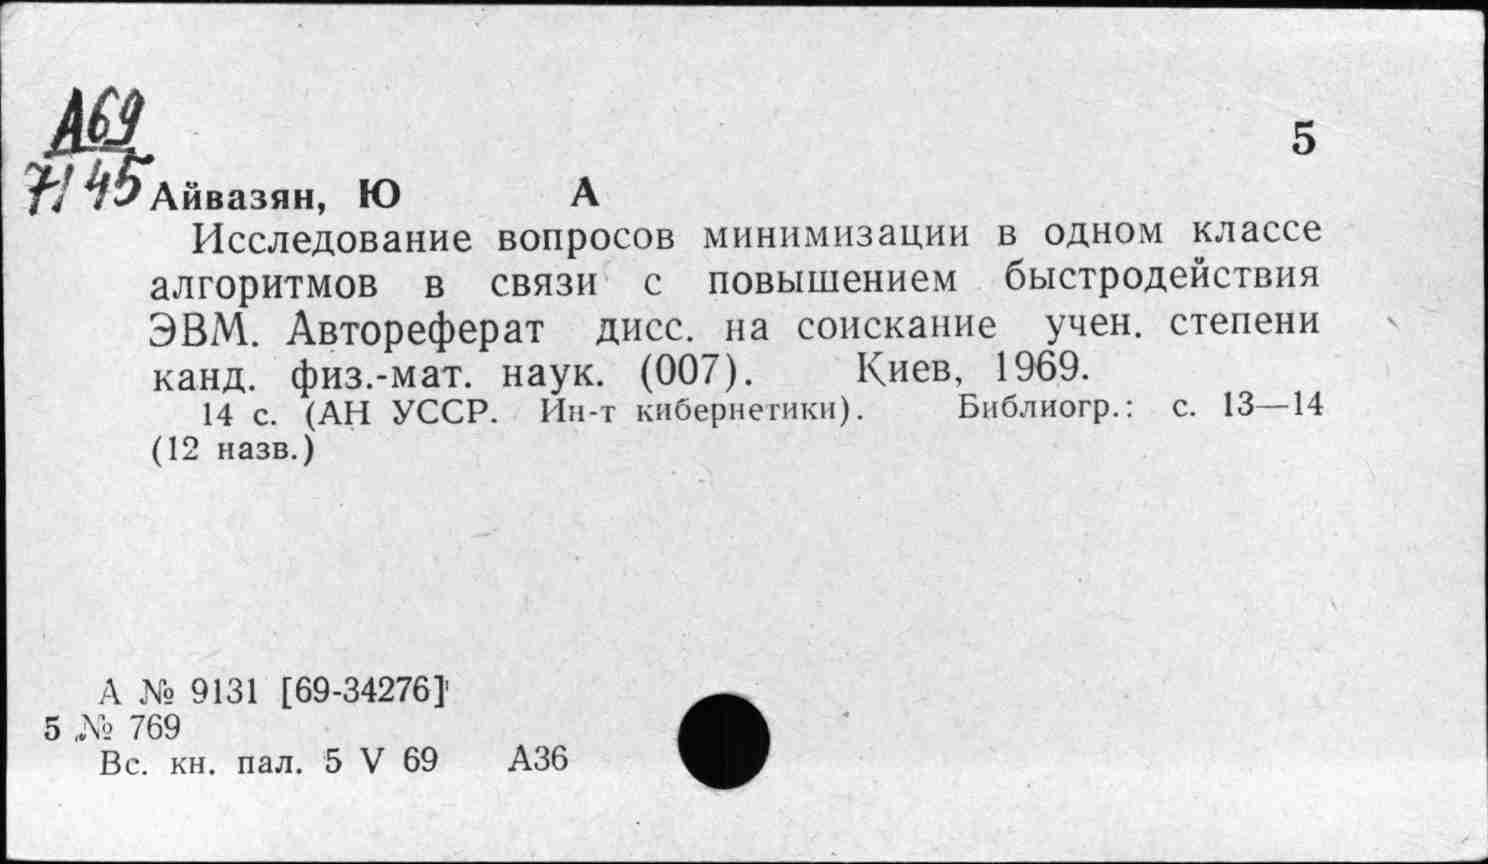 А69
5
7145
Айвазян, Ю А
Исследование вопросов минимизации в одном классе
алгоритмов в связи с повышением быстродействия
ЭВМ. Автореферат дисс. на соискание учен. степени
канд. физ.-мат. наук. (007). Киев, 1969.
14 с. (АН УССР. Ин-т кибернетики). Библиогр.: с. 13—14
(12 назв.)
А № 9131 [69-34276]
5 № 769
Вс. кн. пал. 5 V 69 А36